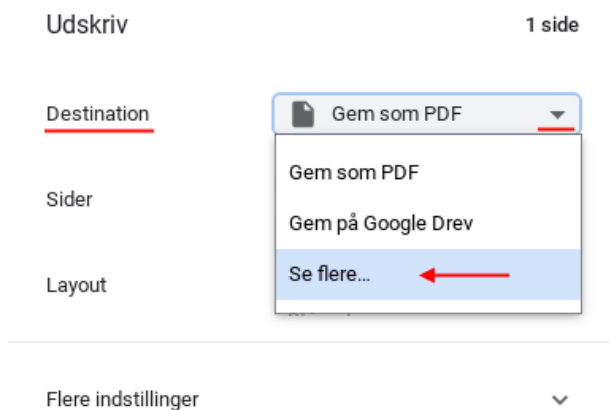 Udskriv
1 side
Destination
Gem som PDF
Gem som PDF
Sider
Gem på Google Drev
Se flere...
Layout
Flere indstillinger